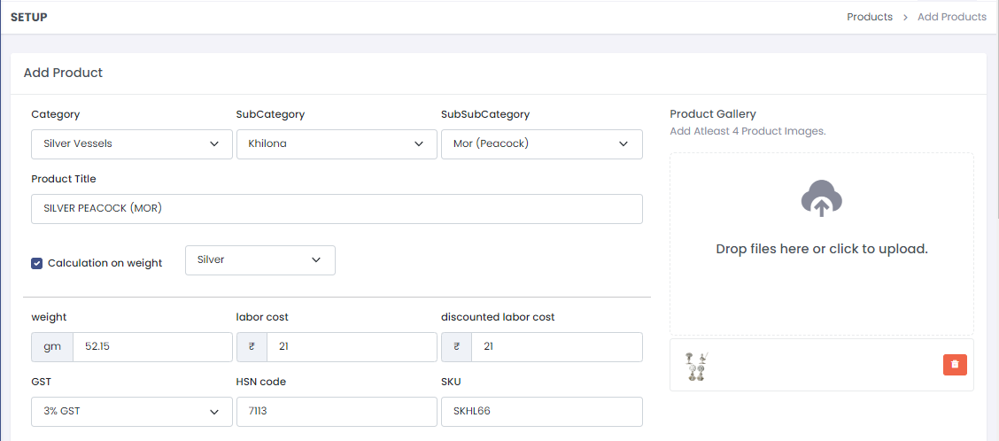 SETUP
Products > Add Products
Add Product
Category SubCategory SubSubCategory
Silver Vessels Khilona Mor (Peacock)
Product Title
SILVER PEACOCK (MOR)
Calculation on weight Silver
weight labor cost discounted labor cost
gm 52.15 ₹ 21 ₹ 21
GST HSN code SKU
3% GST 7113 SKHL66
Product Gallery
Add Atleast 4 Product Images.
Drop files here or click to upload.